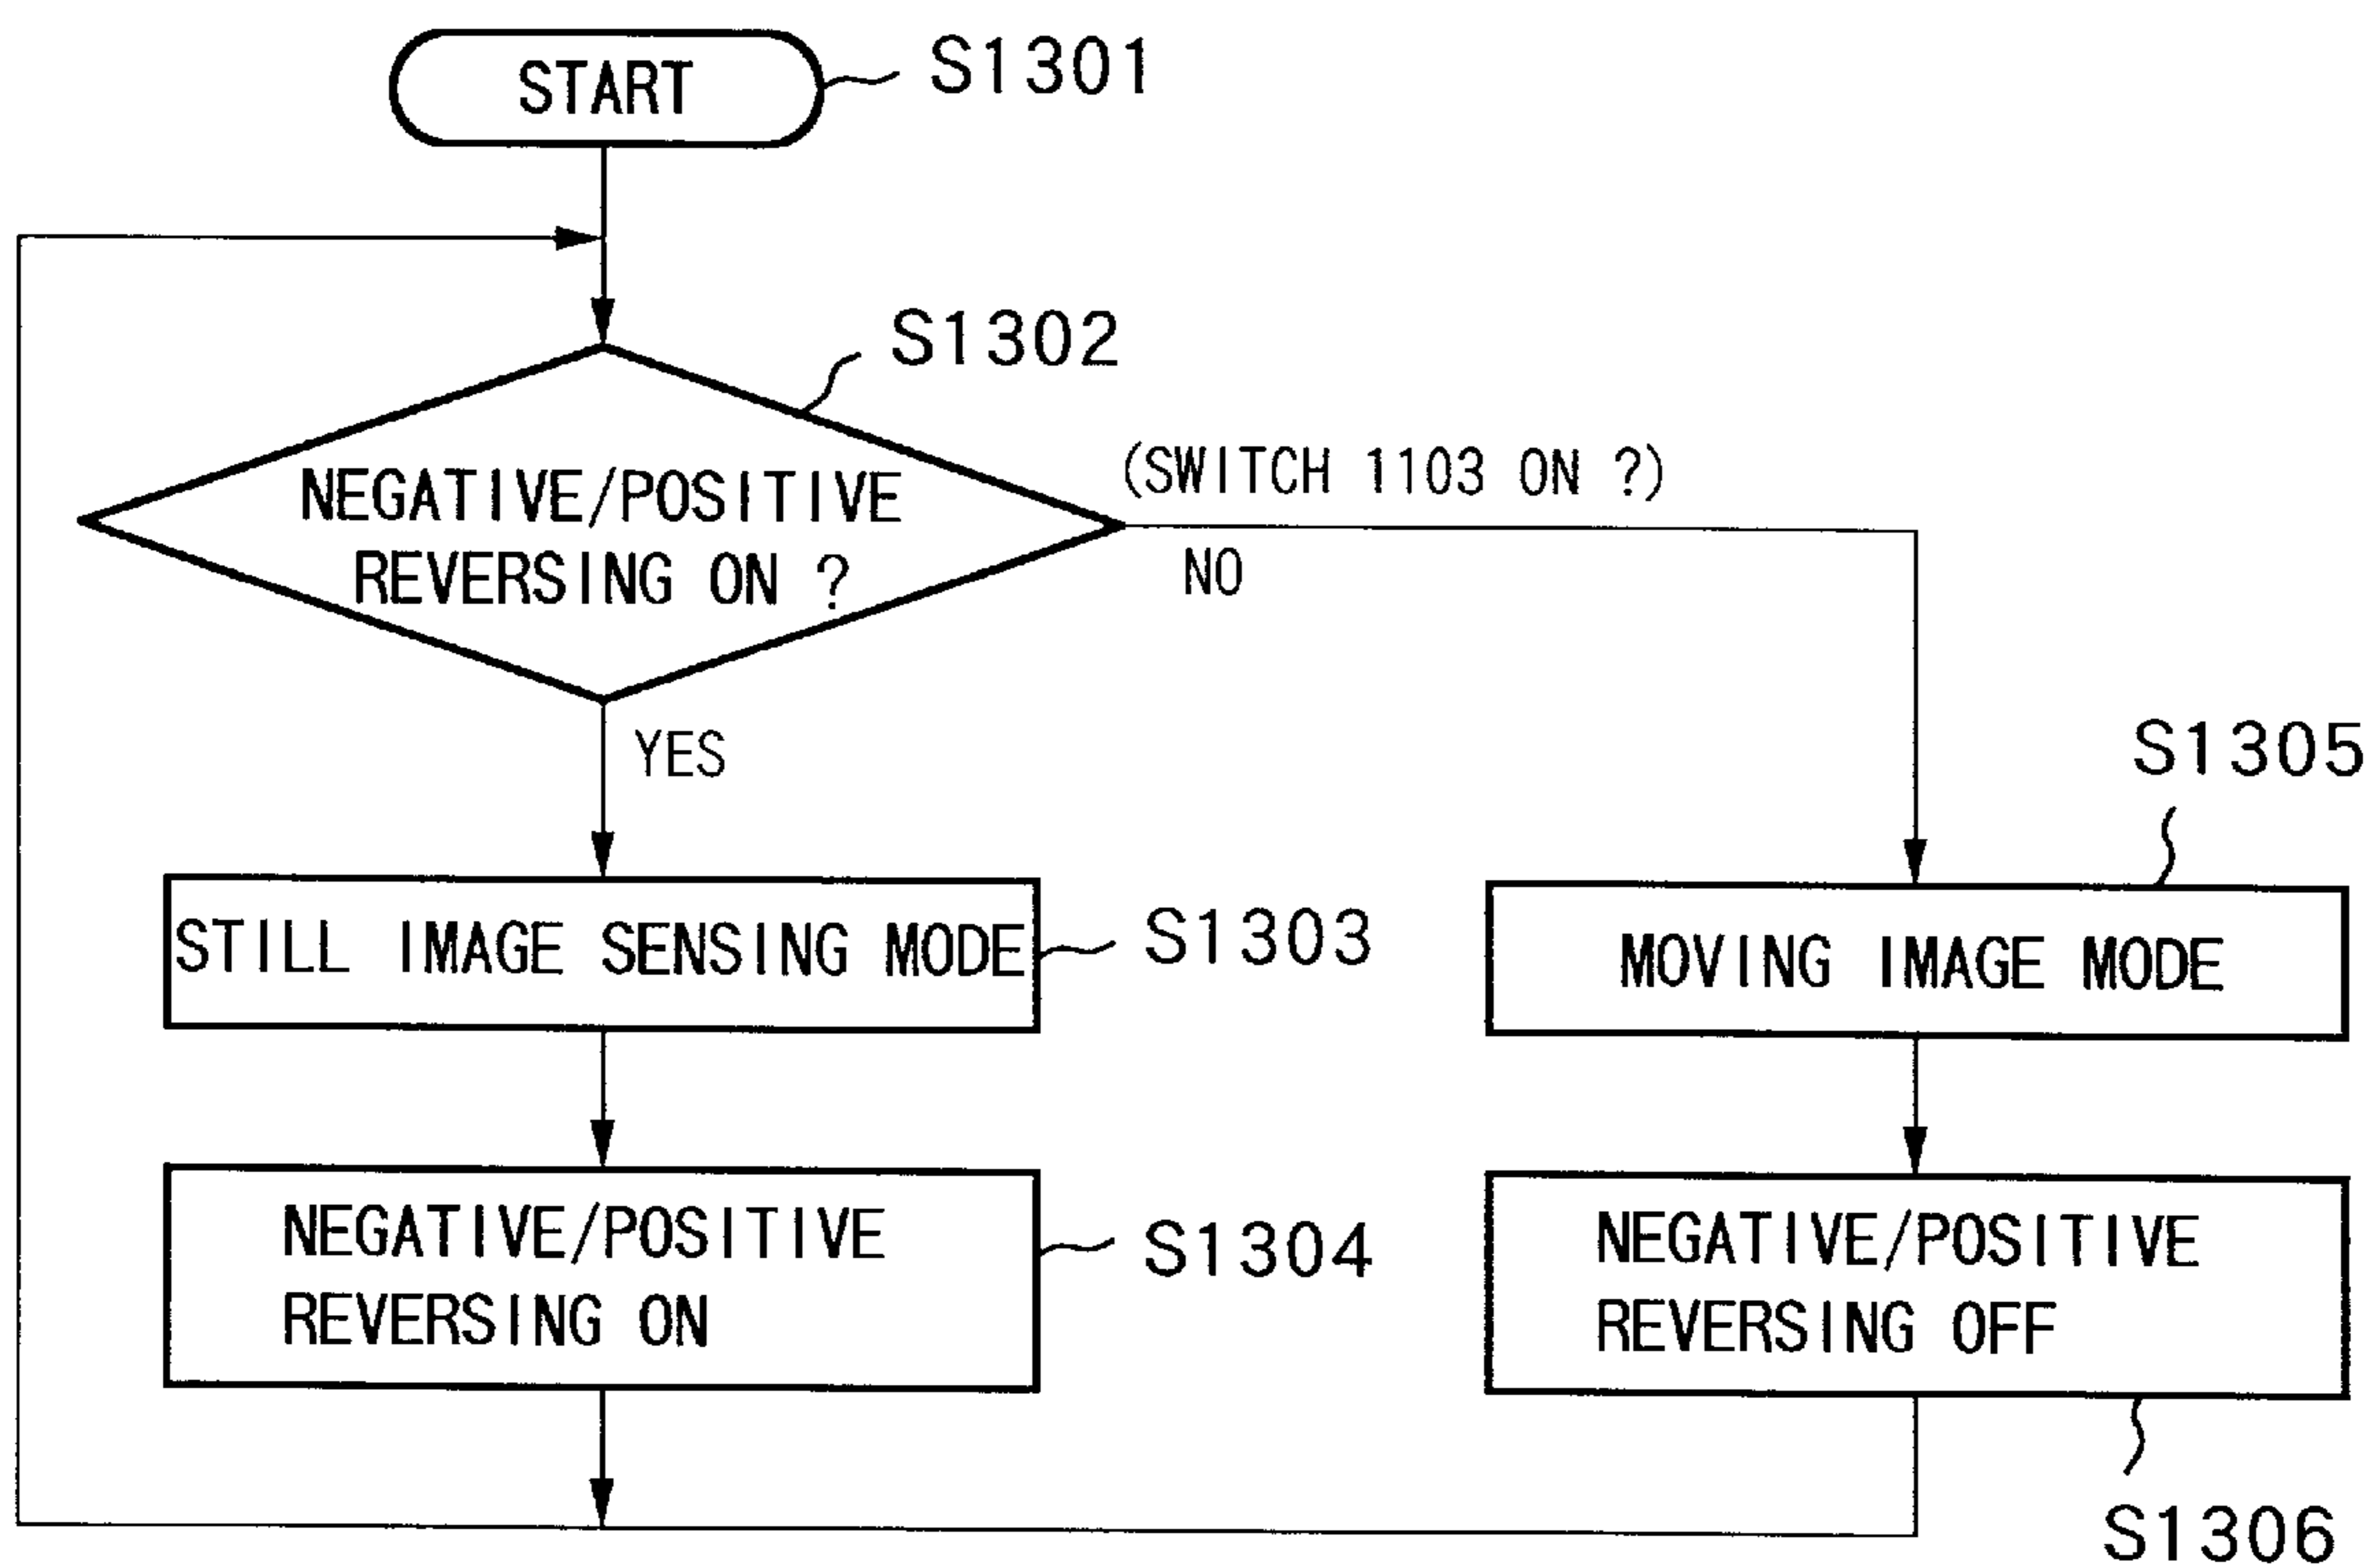 START
S1301
S1302
NEGATIVE/POSITIVE
REVERSING ON ?
(SWITCH 1103 ON ?)
NO
YES
S1305
STILL IMAGE SENSING MODE
S1303
MOVING IMAGE MODE
NEGATIVE/POSITIVE
REVERSING ON
S1304
NEGATIVE/POSITIVE
REVERSING OFF
S1306